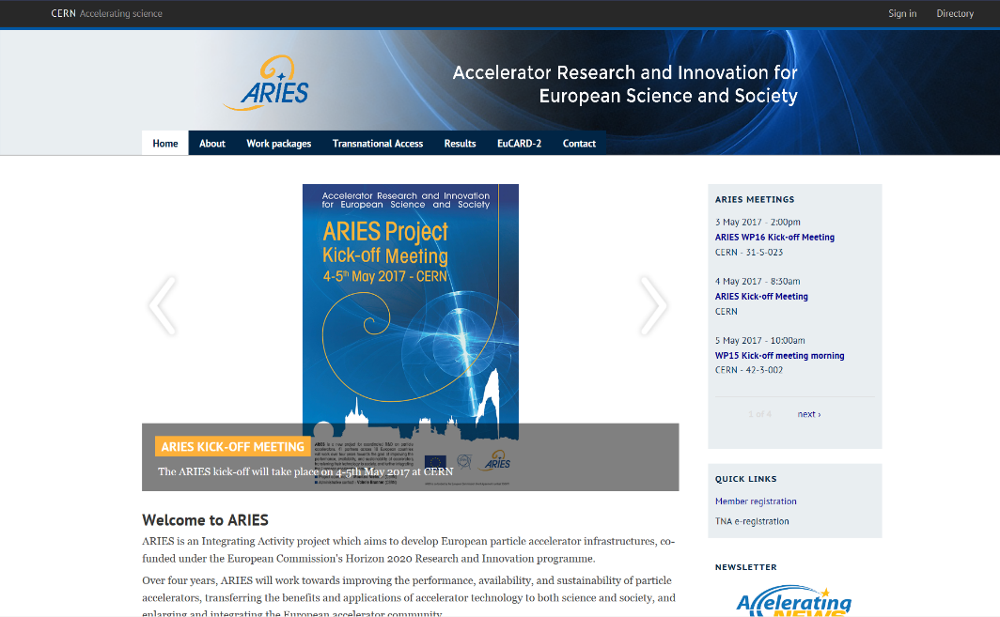 CERN Accelerating science
Sign in
Directory
ARIES
Accelerator Research and Innovation for
European Science and Society
Home
About
Work packages
Transnational Access
Results
EuCARD-2
Contact
Accelerator Research and Innovation
for European Science and Society
ARIES Project
Kick-off Meeting
4-5th May 2017 - CERN
ARIES
ARIES KICK-OFF MEETING
The ARIES kick-off will take place on 4-5th May 2017 at CERN
Welcome to ARIES
ARIES is an Integrating Activity project which aims to develop European particle accelerator infrastructures, co-
funded under the European Commission's Horizon 2020 Research and Innovation programme.
Over four years, ARIES will work towards improving the performance, availability, and sustainability of particle
accelerators, transferring the benefits and applications of accelerator technology to both science and society, and
enlarging and integrating the European accelerator community.
ARIES MEETINGS
3 May 2017 - 2:00pm
ARIES WP16 Kick-off Meeting
CERN - 31-S-023
4 May 2017 - 8:30am
ARIES Kick-off Meeting
CERN
5 May 2017 - 10:00am
WP15 Kick-off meeting morning
CERN - 42-3-002
1 of 4
next ›
QUICK LINKS
Member registration
TNA e-registration
NEWSLETTER
Accelerating
NEWS